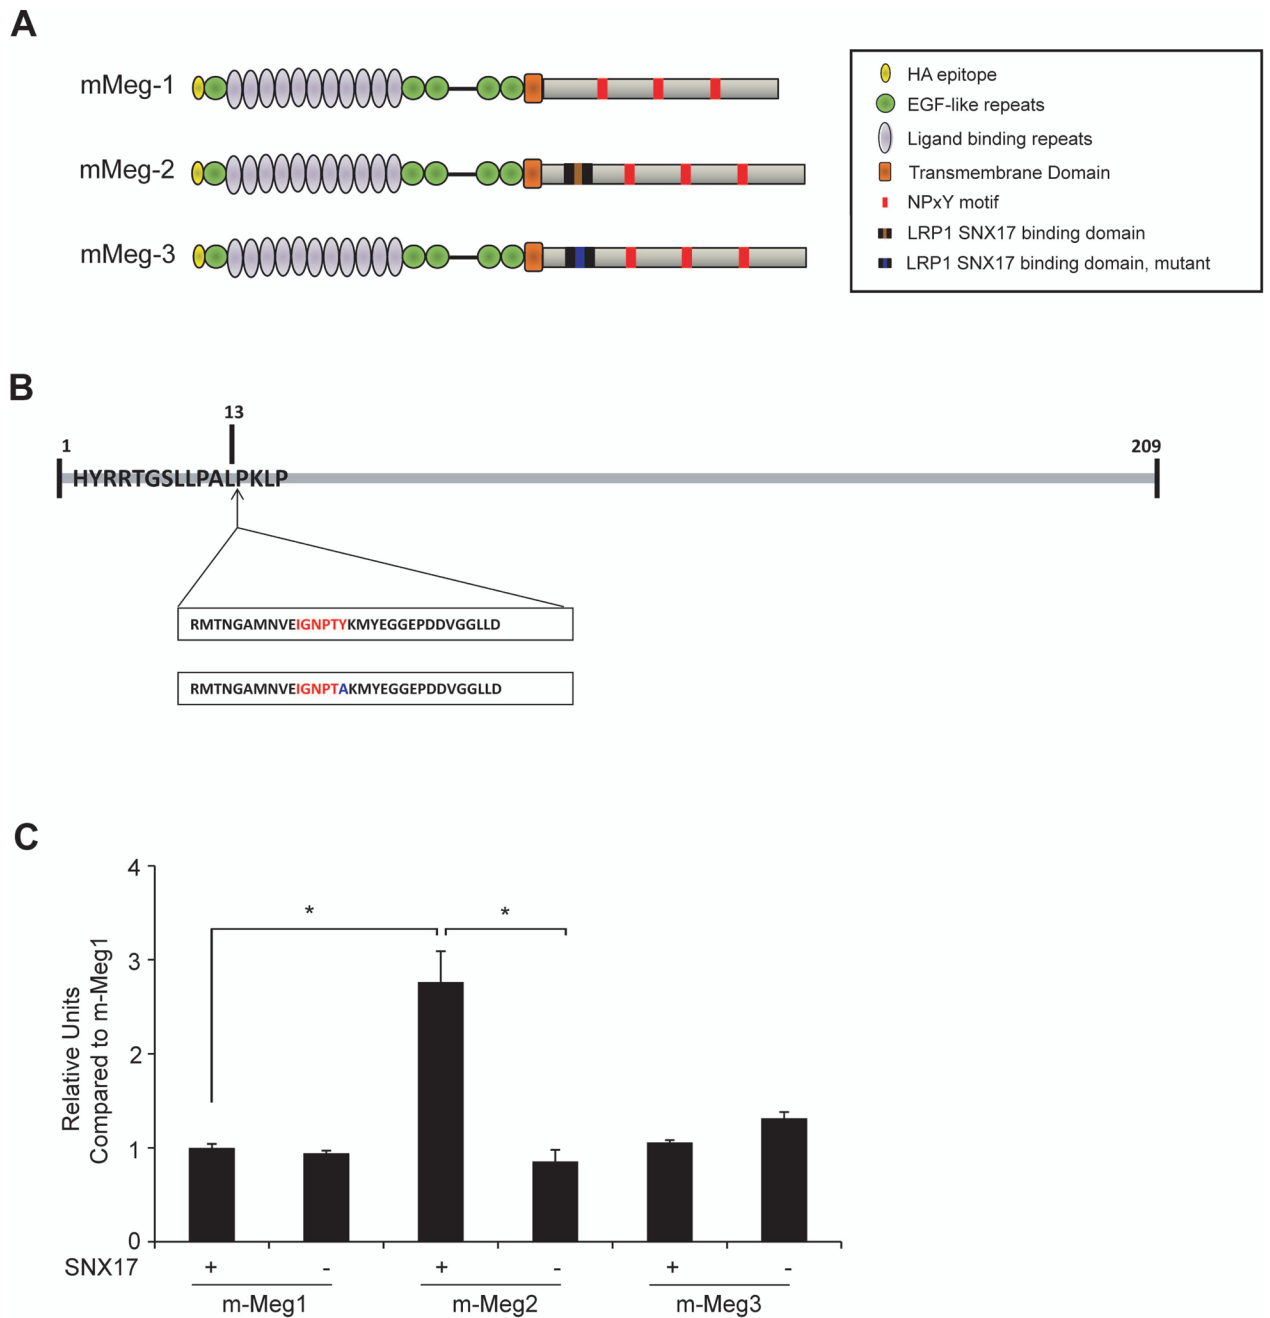 A
mMeg-1
mMeg-2
mMeg-3
HA epitope
EGF-like repeats
Ligand binding repeats
Transmembrane Domain
NPxY motif
LRP1 SNX17 binding domain
LRP1 SNX17 binding domain, mutant
B
13
1
209
HYRRTGSLLPALPKLP
RMTNGAMNVEIGNPTYKMYEGGEPDDVGGLLD
RMTNGAMNVEIGNPTAKMYEGGEPDDVGGLLD
C
Relative Units
Compared to m-Meg1
4
3
2
1
0
*
*
SNX17 + - + - + -
m-Meg1 m-Meg2 m-Meg3